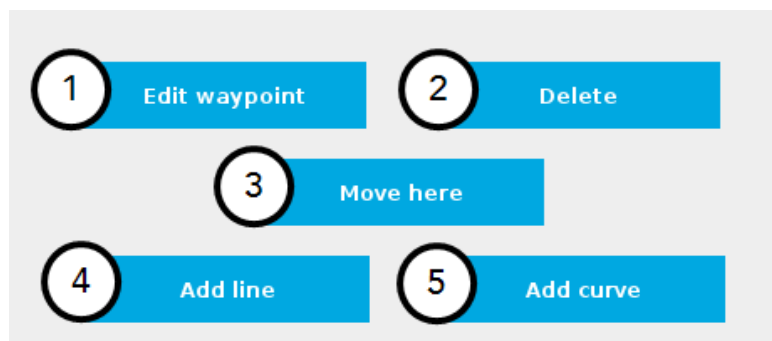 1 Edit waypoint
2 Delete
3 Move here
4 Add line
5 Add curve